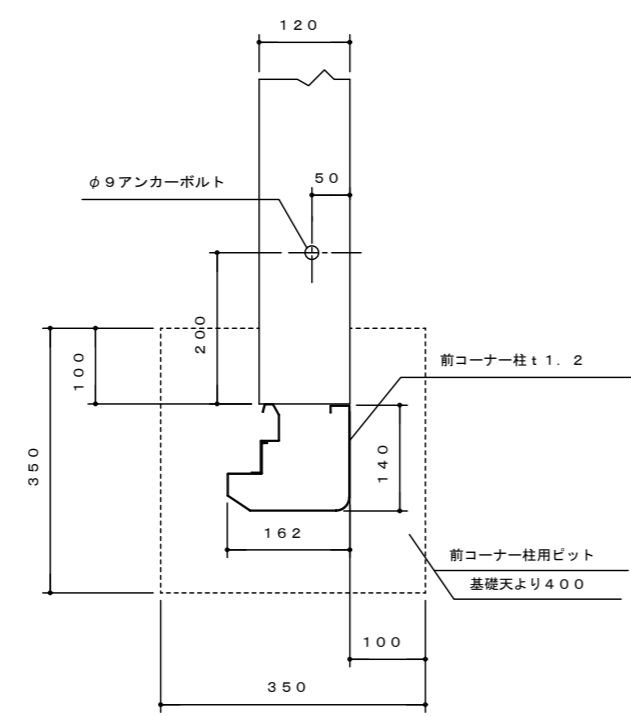 １２０
φ９アンカーボルト
５０
２００
１００
３５０
前コーナー柱ｔ１．２
１４０
１６２
前コーナー柱用ピット
基礎天より４００
１００
３５０